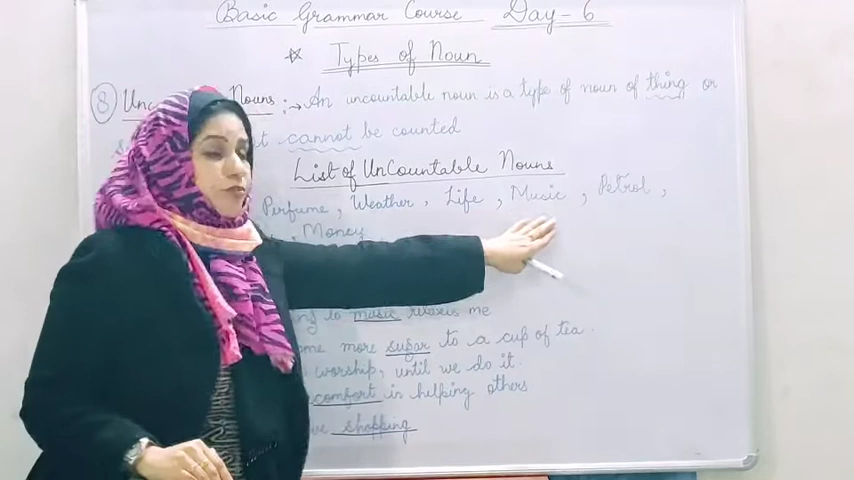 Basic Grammar Course Day-6
Types of Noun
8 Nouns :→ An uncountable noun is a type of noun of thing or
cannot be counted
List of UnCountable Nouns
Perfume, Weather, Life, Music, Petrol,
Money
to music relaxes me
more sugar to a cup of tea.
worship, until we do it.
comfort is helping others
shopping